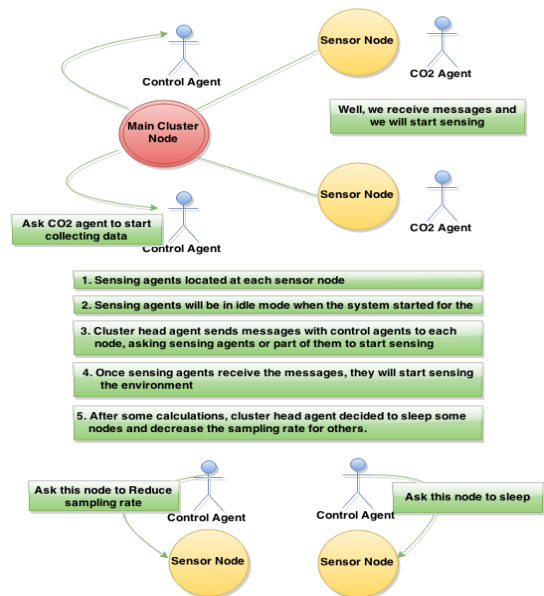 Control Agent
Sensor Node
CO2 Agent
Main Cluster
Node
Well, we receive messages and
we will start sensing
Sensor Node
CO2 Agent
Ask CO2 agent to start
collecting data
Control Agent
1. Sensing agents located at each sensor node
2. Sensing agents will be in idle mode when the system started for the
3. Cluster head agent sends messages with control agents to each
node, asking sensing agents or part of them to start sensing
4. Once sensing agents receive the messages, they will start sensing
the environment
5. After some calculations, cluster head agent decided to sleep some
nodes and decrease the sampling rate for others.
Ask this node to Reduce
sampling rate
Control Agent
Sensor Node
Ask this node to sleep
Control Agent
Sensor Node